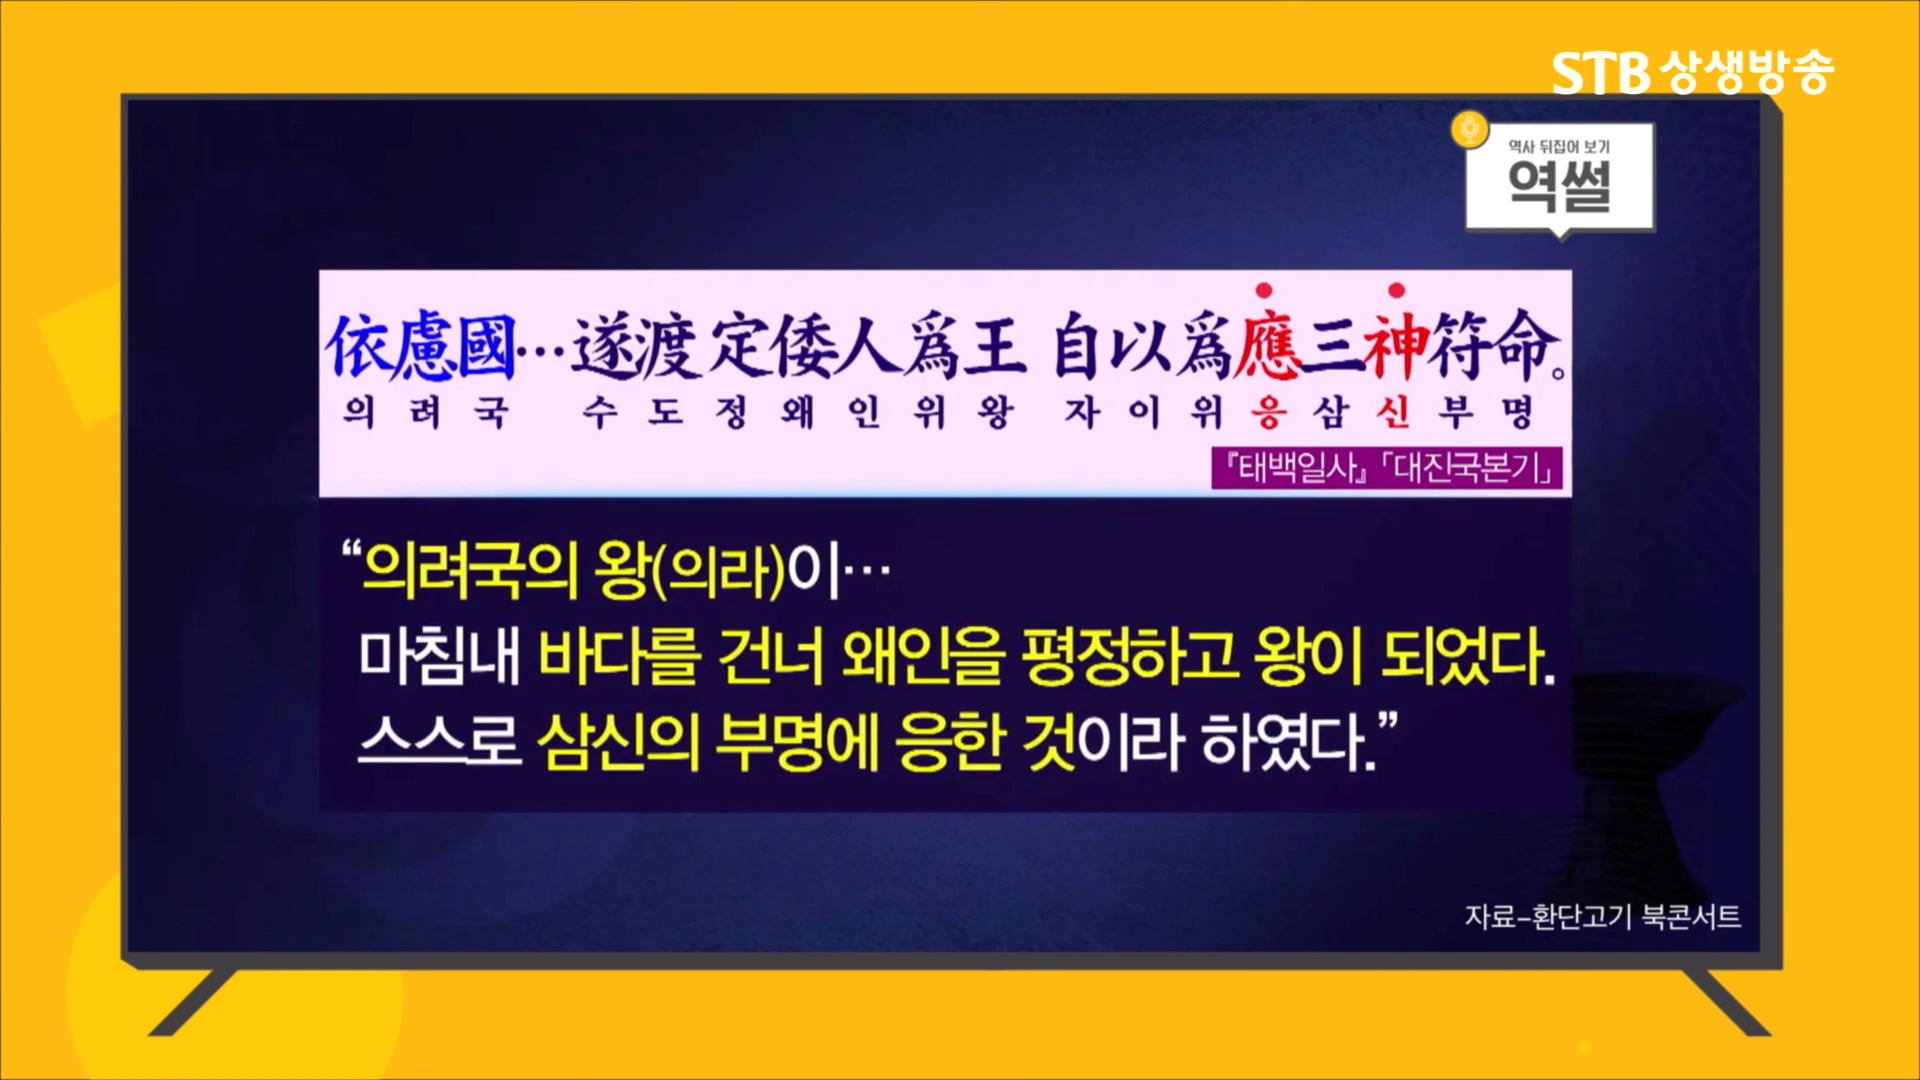 STB 상생방송
역사 뒤집어 보기
역썰
依慮國…遂渡定倭人爲王 自以爲應三神符命。
의려국 수도정왜인위왕 자이위응삼신부명
『태백일사』「대진국본기」
“의려국의 왕(의라)이…
마침내 바다를 건너 왜인을 평정하고 왕이 되었다.
스스로 삼신의 부명에 응한 것이라 하였다.”
자료-환단고기 북콘서트